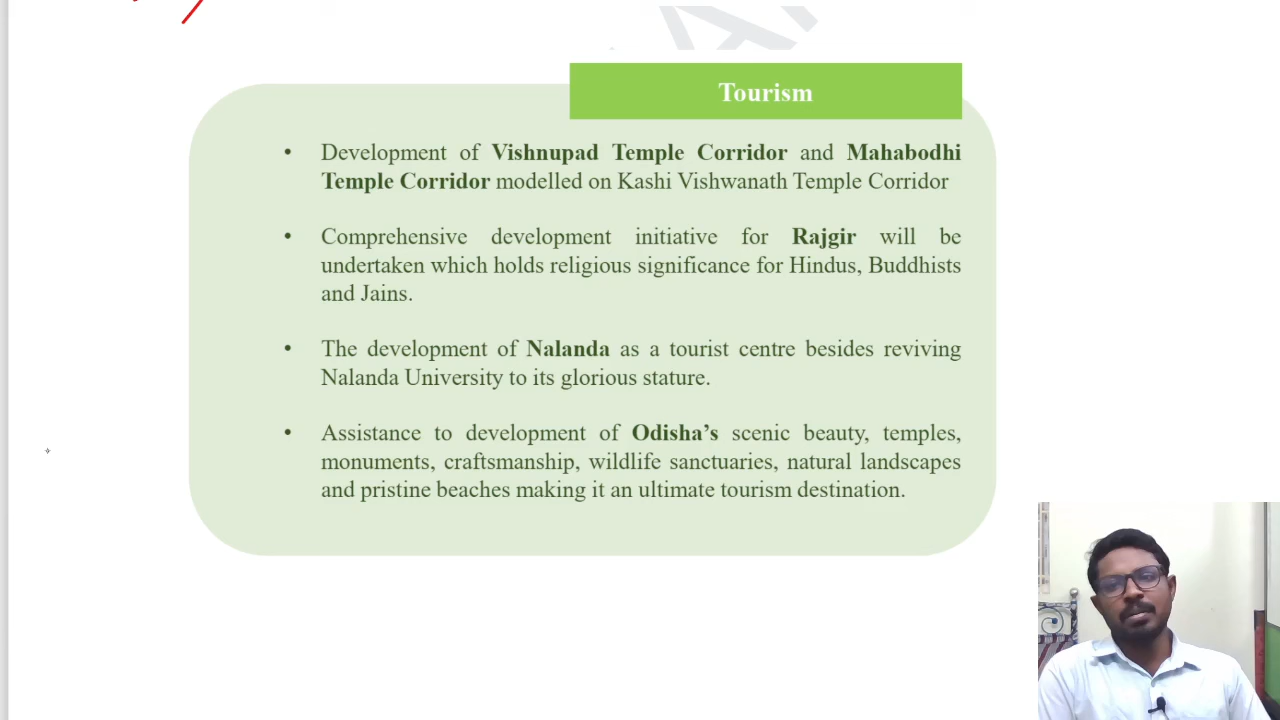 Tourism
• Development of Vishnupad Temple Corridor and Mahabodhi
Temple Corridor modelled on Kashi Vishwanath Temple Corridor
• Comprehensive development initiative for Rajgir will be
undertaken which holds religious significance for Hindus, Buddhists
and Jains.
• The development of Nalanda as a tourist centre besides reviving
Nalanda University to its glorious stature.
• Assistance to development of Odisha’s scenic beauty, temples,
monuments, craftsmanship, wildlife sanctuaries, natural landscapes
and pristine beaches making it an ultimate tourism destination.